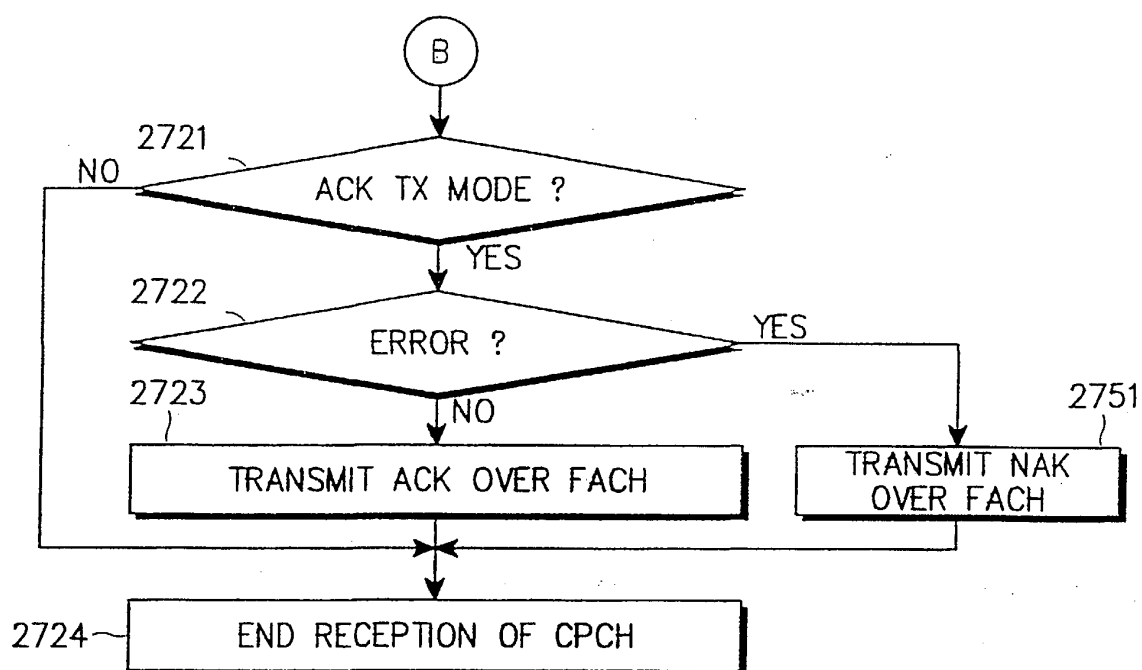 B
2721
NO
ACK TX MODE ?
YES
2722
ERROR ?
YES
2723
NO
2751
TRANSMIT ACK OVER FACH
TRANSMIT NAK
OVER FACH
2724
END RECEPTION OF CPCH